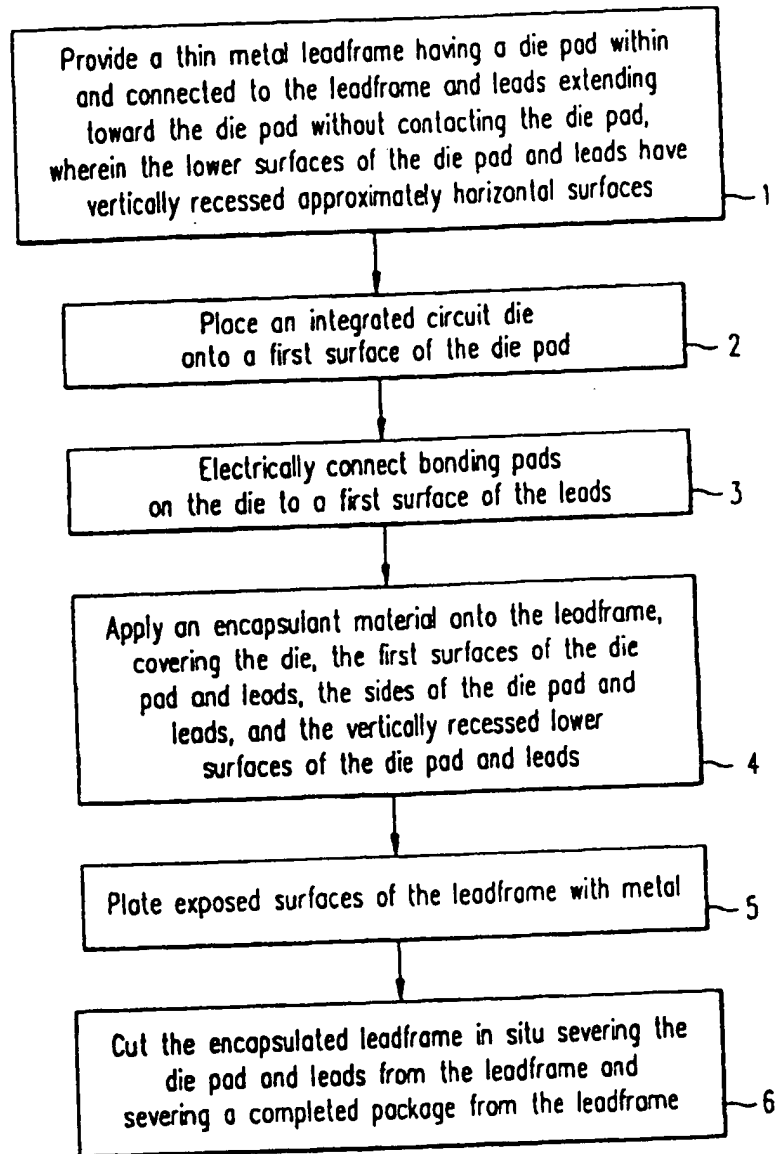 Provide a thin metal leadframe having a die pad within
and connected to the leadframe and leads extending
toward the die pad without contacting the die pad,
wherein the lower surfaces of the die pad and leads have
vertically recessed approximately horizontal surfaces
1
Place an integrated circuit die
onto a first surface of the die pad
2
Electrically connect bonding pads
on the die to a first surface of the leads
3
Apply an encapsulant material onto the leadframe,
covering the die, the first surfaces of the die
pad and leads, the sides of the die pad and
leads, and the vertically recessed lower
surfaces of the die pad and leads
4
Plate exposed surfaces of the leadframe with metal
5
Cut the encapsulated leadframe in situ severing the
die pad and leads from the leadframe and
severing a completed package from the leadframe
6